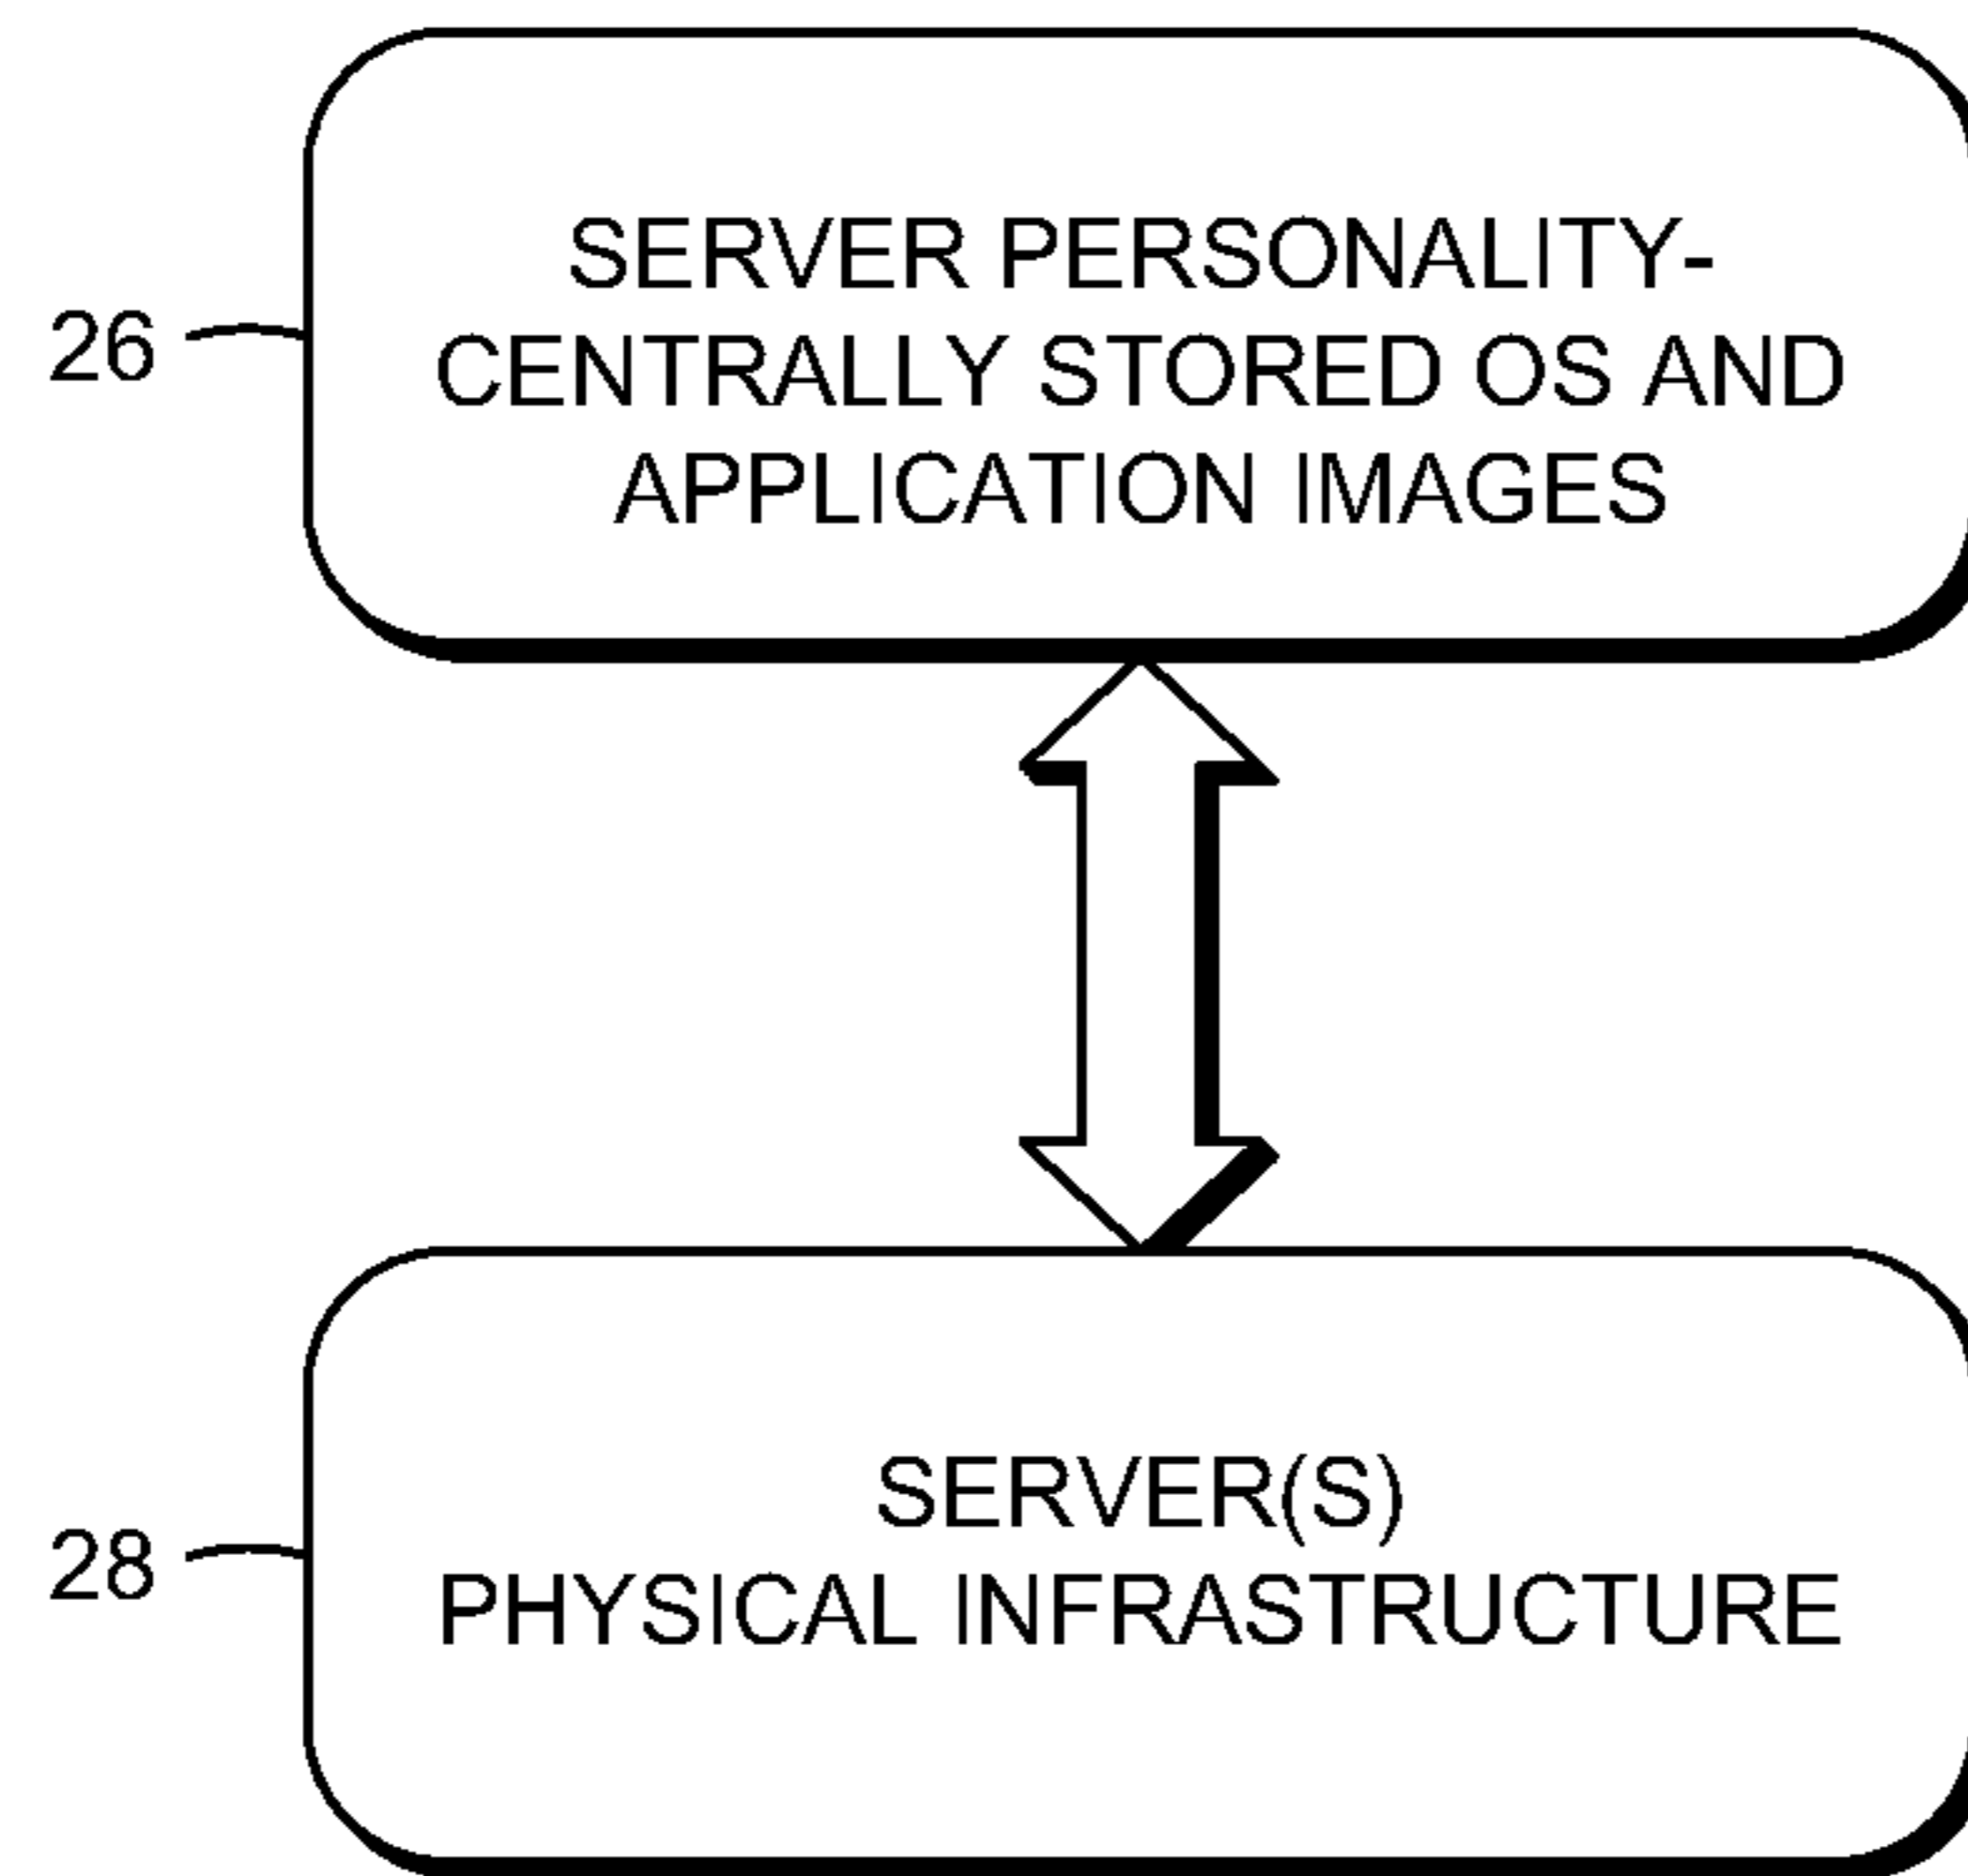 26
SERVER PERSONALITY-
CENTRALLY STORED OS AND
APPLICATION IMAGES
28
SERVER(S)
PHYSICAL INFRASTRUCTURE